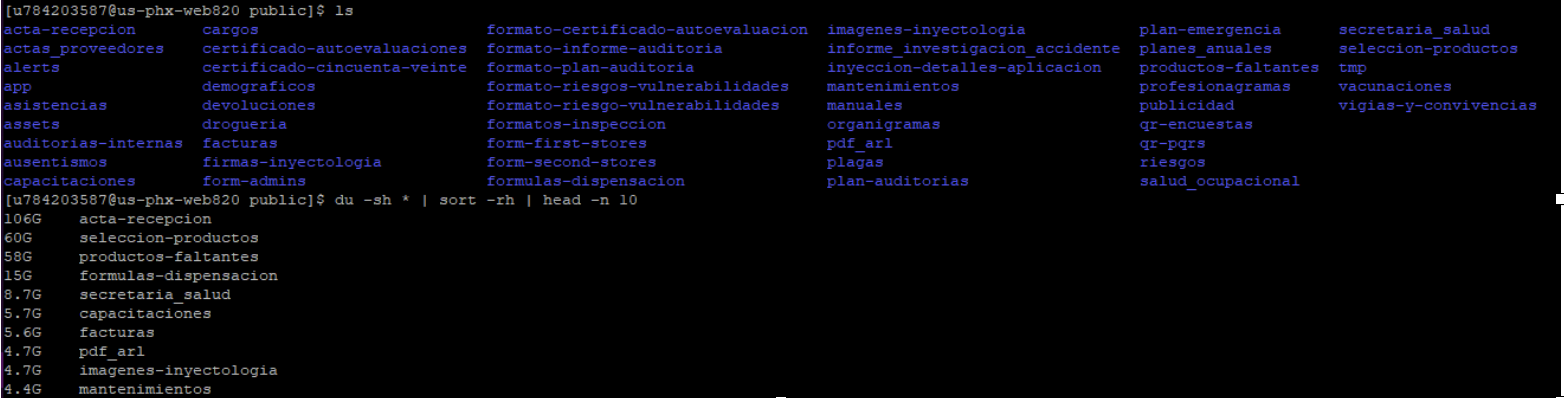 [u784203587@us-phx-web820 public]$ ls
acta-recepcion cargos formato-certificado-autoevaluacion imagenes-inyectologia plan-emergencia secretaria_salud
actas_proveedores certificado-autoevaluaciones formato-informe-auditoria informe_investigacion_accidente planes_anuales seleccion-productos
alerts certificado-cincuenta-veinte formato-plan-auditoria inyeccion-detalles-aplicacion productos-faltantes tmp
app demograficos formato-riesgos-vulnerabilidades mantenimientos profesionagramas vacunaciones
asistencias devoluciones formato-riesgo-vulnerabilidades manuales publicidad vigias-y-convivencias
assets drogueria formatos-inspeccion organigramas qr-encuestas
auditorias-internas facturas form-first-stores pdf_arl qr-pqrs
ausentismos firmas-inyectologia form-second-stores plagas riesgos
capacitaciones form-admins formulas-dispensacion plan-auditorias salud_ocupacional
[u784203587@us-phx-web820 public]$ du -sh * | sort -rh | head -n 10
106G acta-recepcion
60G seleccion-productos
58G productos-faltantes
15G formulas-dispensacion
8.7G secretaria_salud
5.7G capacitaciones
5.6G facturas
4.7G pdf_arl
4.7G imagenes-inyectologia
4.4G mantenimientos